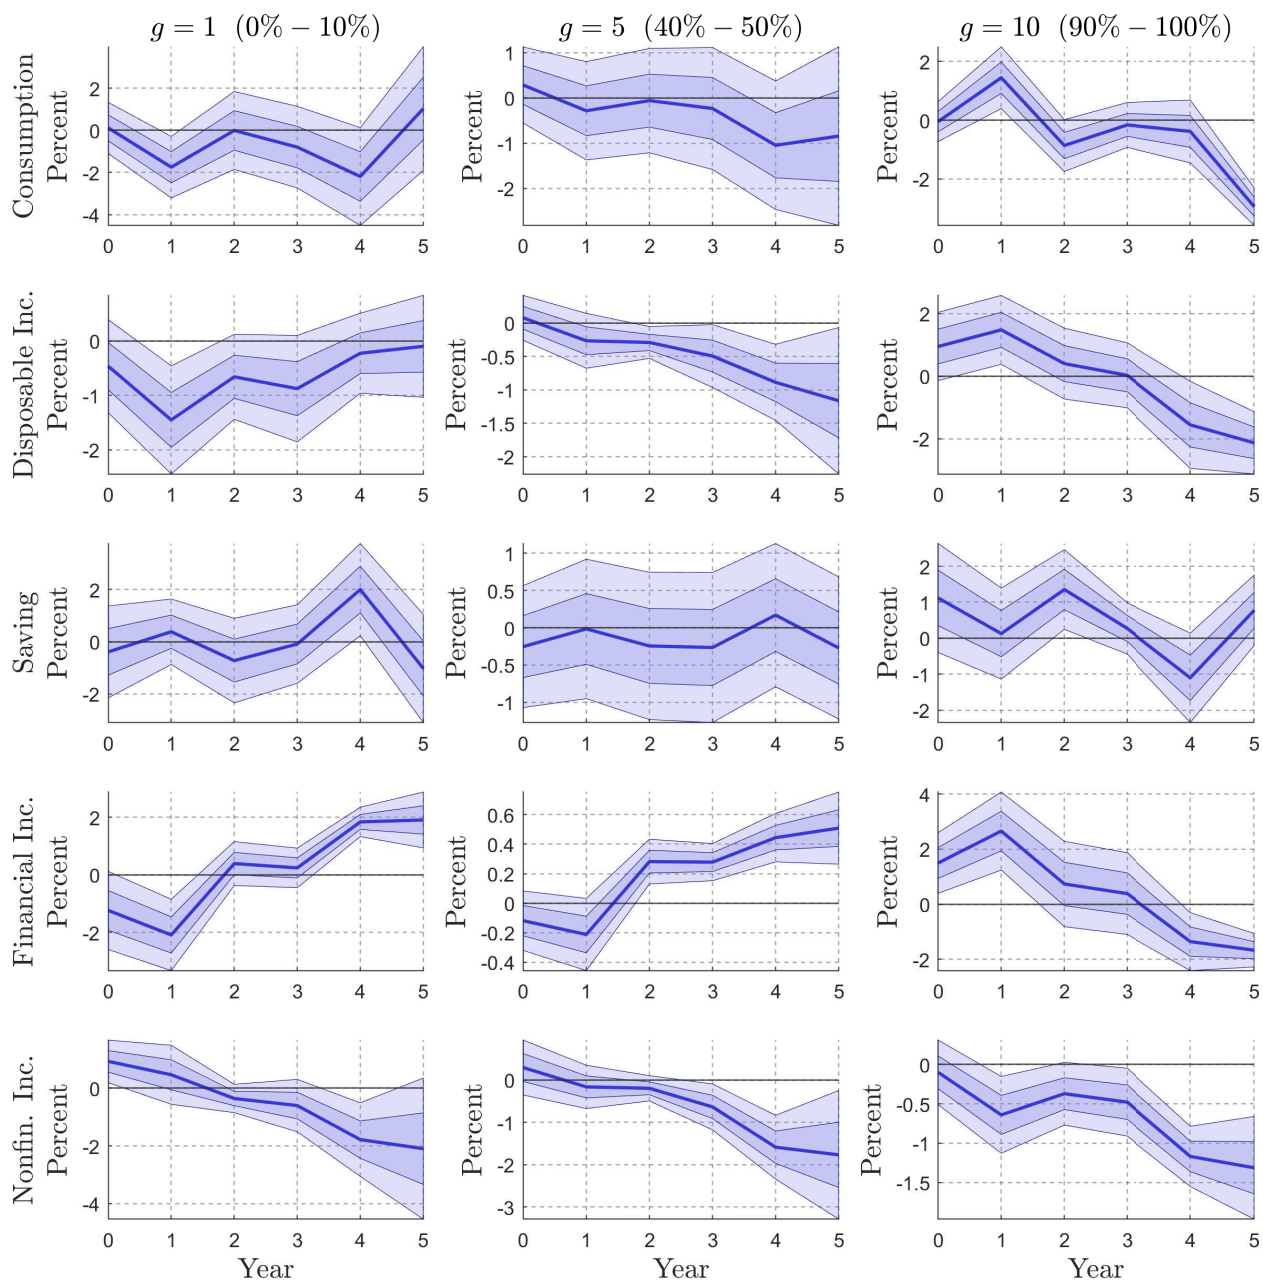 g = 1 (0% − 10%)
g = 5 (40% − 50%)
g = 10 (90% − 100%)
Consumption
Percent
2
0
-2
-4
0 1 2 3 4 5
Percent
1
0
-1
-2
0 1 2 3 4 5
Percent
2
0
-2
0 1 2 3 4 5
Disposable Inc.
Percent
0
-1
-2
0 1 2 3 4 5
Percent
0
-0.5
-1
-1.5
-2
0 1 2 3 4 5
Percent
2
0
-2
0 1 2 3 4 5
Saving
Percent
2
0
-2
0 1 2 3 4 5
Percent
1
0.5
0
-0.5
-1
0 1 2 3 4 5
Percent
2
1
0
-1
-2
0 1 2 3 4 5
Financial Inc.
Percent
2
0
-2
0 1 2 3 4 5
Percent
0.6
0.4
0.2
0
-0.2
-0.4
0 1 2 3 4 5
Percent
4
2
0
-2
0 1 2 3 4 5
Nonfin. Inc.
Percent
0
-2
-4
0 1 2 3 4 5
Year
Percent
0
-1
-2
-3
0 1 2 3 4 5
Year
Percent
0
-0.5
-1
-1.5
0 1 2 3 4 5
Year